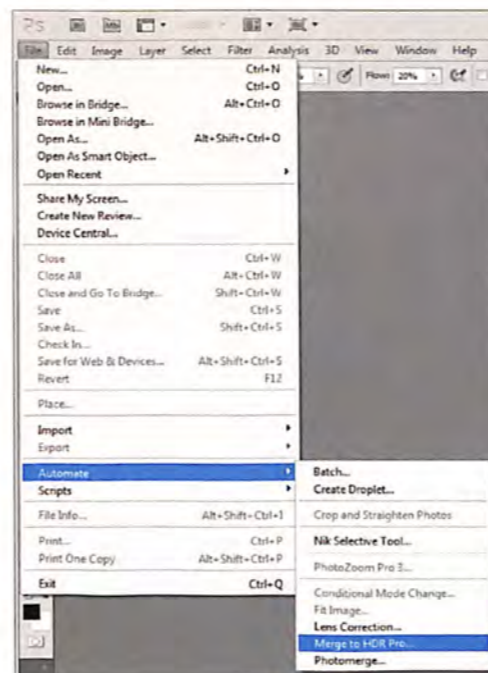 Ps Br Mb
File Edit Image Layer Select Filter Analysis 3D View Window Help
Flow: 20%
New... Ctrl+N
Open... Ctrl+O
Browse in Bridge... Alt+Ctrl+O
Browse in Mini Bridge...
Open As... Alt+Shift+Ctrl+O
Open As Smart Object...
Open Recent
Share My Screen...
Create New Review...
Device Central...
Close Ctrl+W
Close All Alt+Ctrl+W
Close and Go To Bridge... Shift+Ctrl+W
Save Ctrl+S
Save As... Shift+Ctrl+S
Check In...
Save for Web & Devices... Alt+Shift+Ctrl+S
Revert F12
Place...
Import
Export
Automate
Scripts
File Info... Alt+Shift+Ctrl+I
Print... Ctrl+P
Print One Copy Alt+Shift+Ctrl+P
Exit Ctrl+Q
Batch...
Create Droplet...
Crop and Straighten Photos
Nik Selective Tool...
PhotoZoom Pro 3...
Conditional Mode Change...
Fit Image...
Lens Correction...
Merge to HDR Pro...
Photomerge...